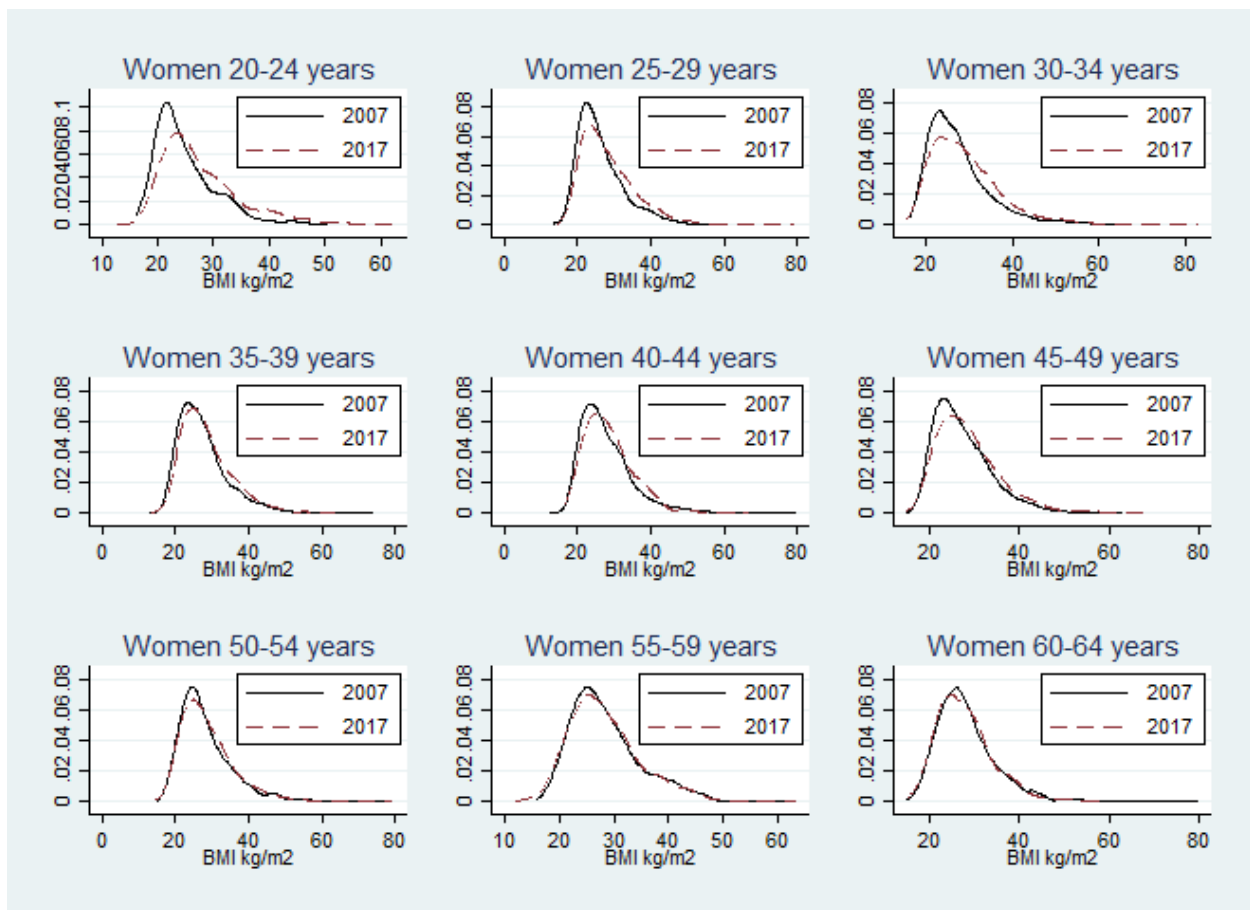 Women 20-24 years
0 .02.04.06.08.1
2007
2017
10 20 30 40 50 60
BMI kg/m2
Women 25-29 years
0 .02.04.06.08
2007
2017
0 20 40 60 80
BMI kg/m2
Women 30-34 years
0 .02.04.06.08
2007
2017
20 40 60 80
BMI kg/m2
Women 35-39 years
0 .02.04.06.08
2007
2017
0 20 40 60 80
BMI kg/m2
Women 40-44 years
0 .02.04.06.08
2007
2017
0 20 40 60 80
BMI kg/m2
Women 45-49 years
0 .02.04.06.08
2007
2017
20 40 60 80
BMI kg/m2
Women 50-54 years
0 .02.04.06.08
2007
2017
0 20 40 60 80
BMI kg/m2
Women 55-59 years
0 .02.04.06.08
2007
2017
10 20 30 40 50 60
BMI kg/m2
Women 60-64 years
0 .02.04.06.08
2007
2017
20 40 60 80
BMI kg/m2